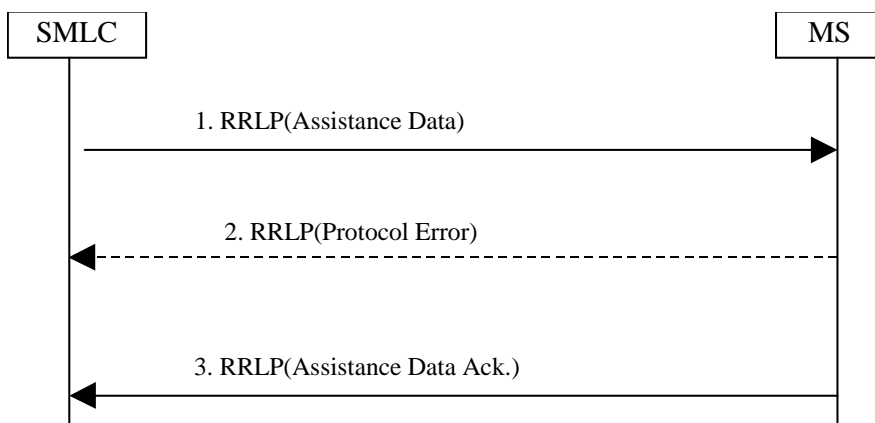 SMLC
MS
1. RRLP(Assistance Data)
2. RRLP(Protocol Error)
3. RRLP(Assistance Data Ack.)